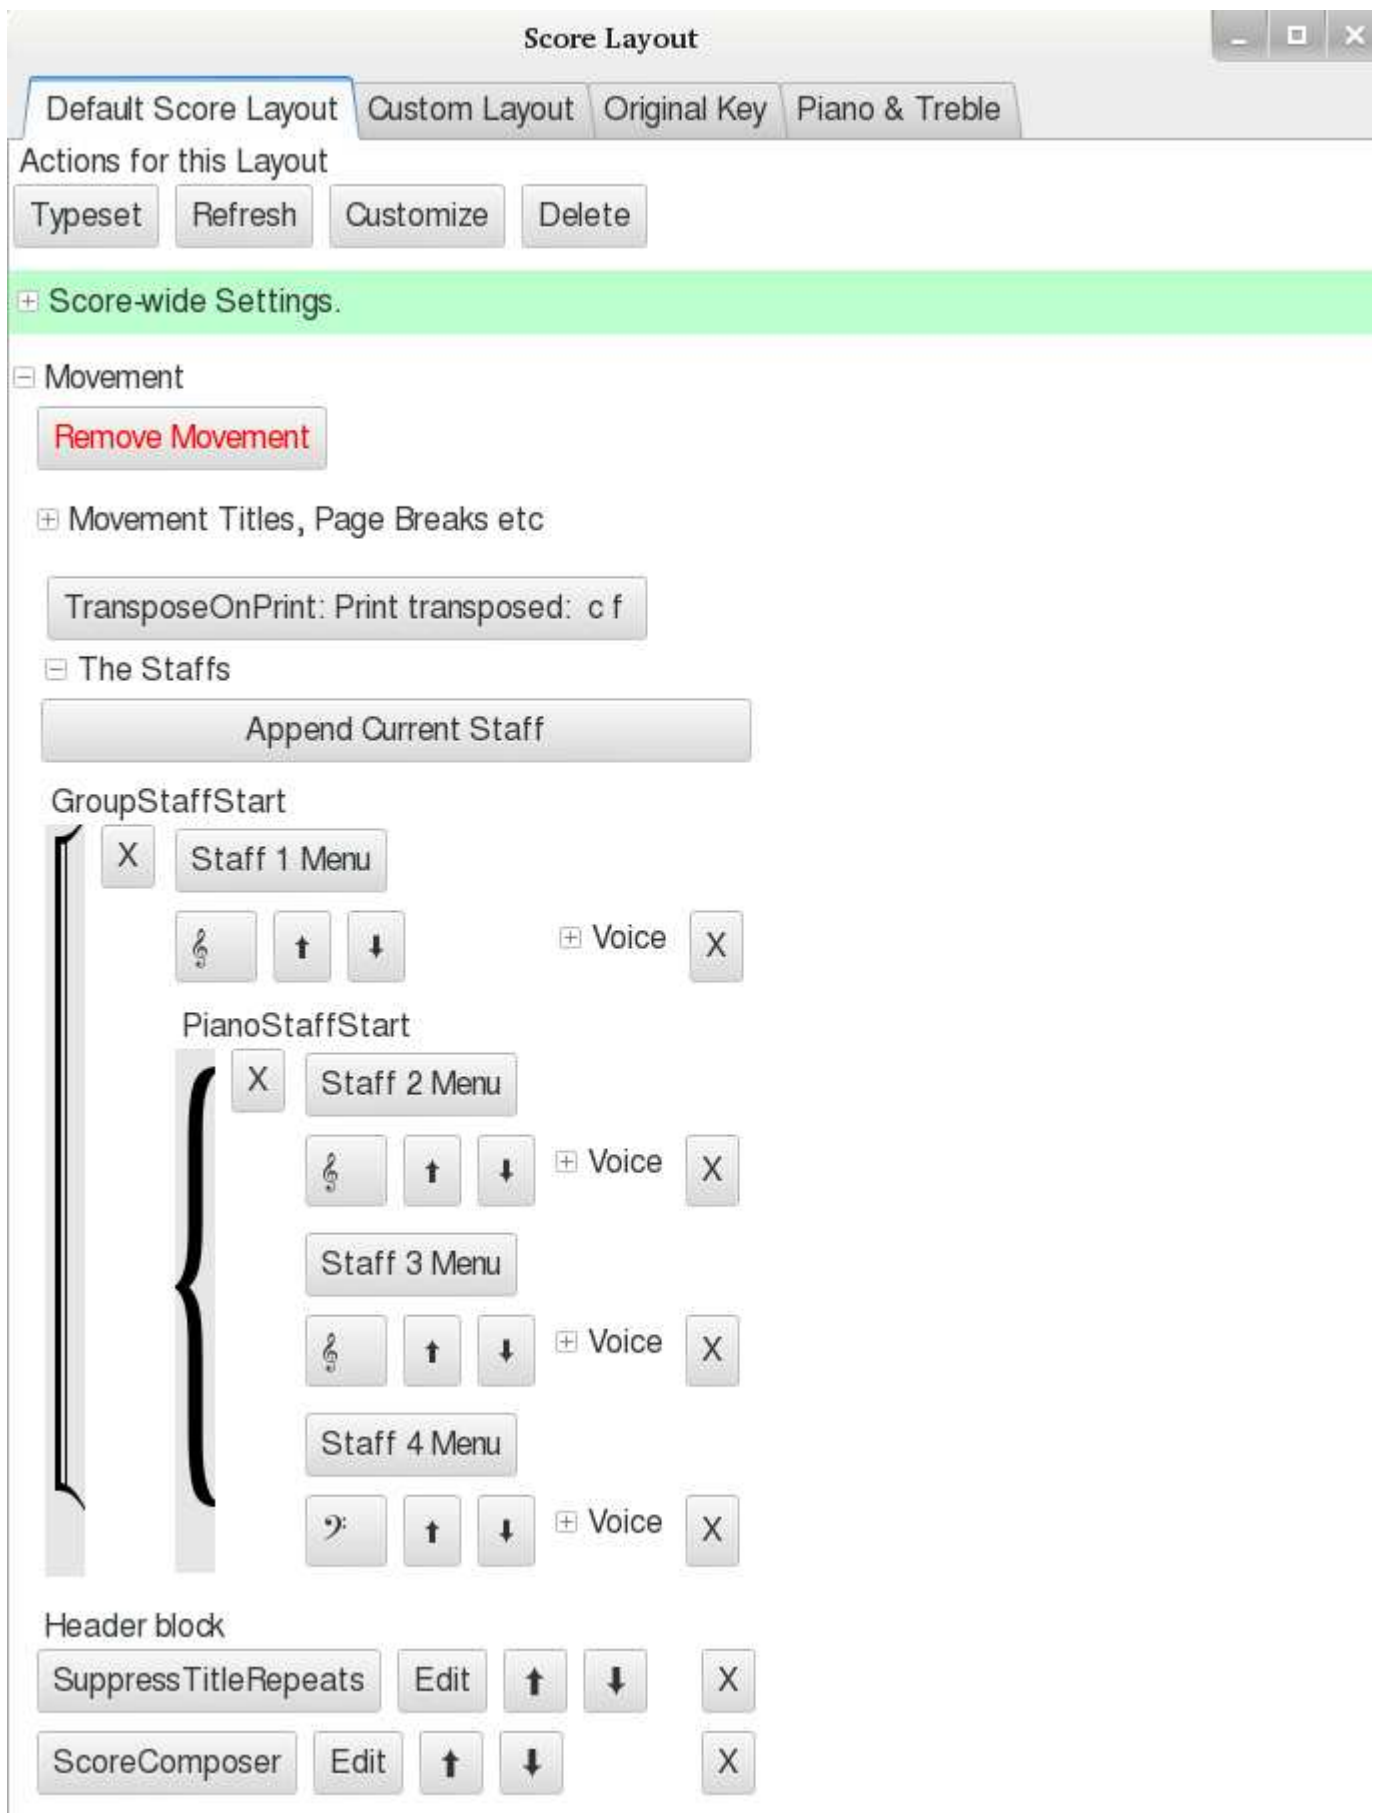 Score Layout
Default Score Layout Custom Layout Original Key Piano & Treble
Actions for this Layout
Typeset Refresh Customize Delete
Score-wide Settings.
Movement
Remove Movement
Movement Titles, Page Breaks etc
TransposeOnPrint: Print transposed: c f
The Staffs
Append Current Staff
GroupStaffStart
X Staff 1 Menu
Voice X
PianoStaffStart
X Staff 2 Menu
Voice X
Staff 3 Menu
Voice X
Staff 4 Menu
Voice X
Header block
SuppressTitleRepeats Edit X
ScoreComposer Edit X